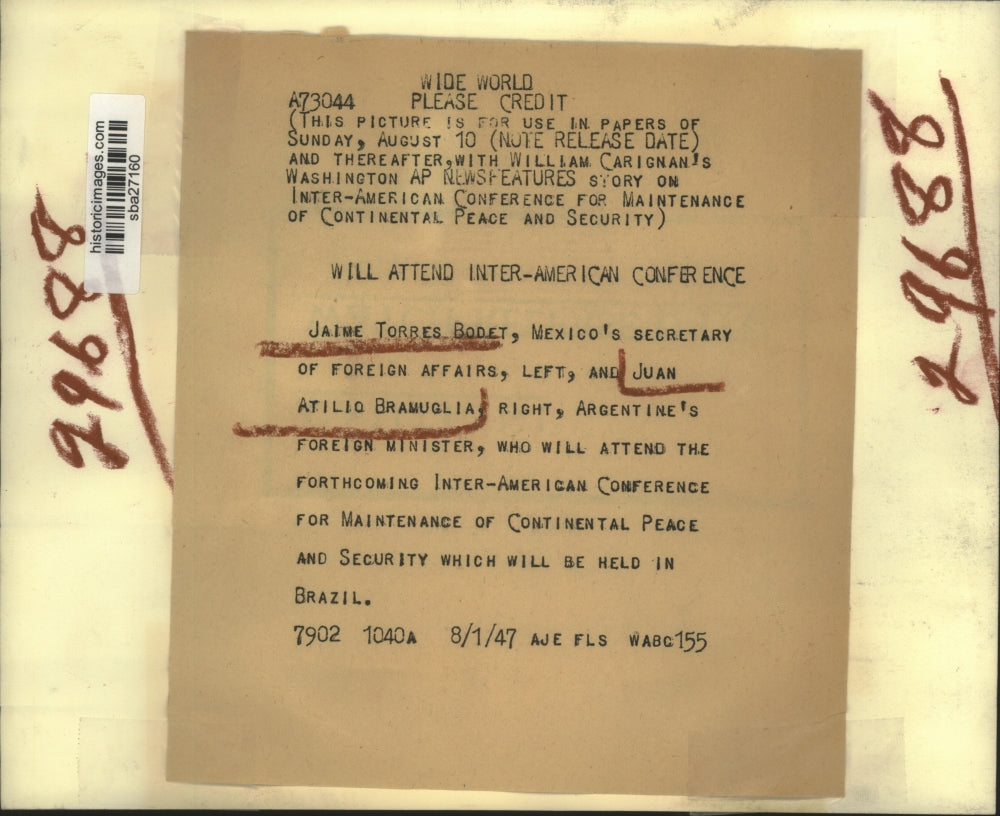 WIDE WORLD
A73044 PLEASE CREDIT
(THIS PICTURE IS FOR USE IN PAPERS OF
SUNDAY, AUGUST 10 (NOTE RELEASE DATE)
AND THEREAFTER, WITH WILLIAM CARIGNAN'S
WASHINGTON AP NEWSFEATURES STORY ON
INTER-AMERICAN CONFERENCE FOR MAINTENANCE
OF CONTINENTAL PEACE AND SECURITY)
WILL ATTEND INTER-AMERICAN CONFERENCE
JAIME TORRES BODET, MEXICO'S SECRETARY
OF FOREIGN AFFAIRS, LEFT, AND JUAN
ATILIO BRAMUGLIA, RIGHT, ARGENTINE'S
FOREIGN MINISTER, WHO WILL ATTEND THE
FORTHCOMING INTER-AMERICAN CONFERENCE
FOR MAINTENANCE OF CONTINENTAL PEACE
AND SECURITY WHICH WILL BE HELD IN
BRAZIL.
7902 1040A 8/1/47 AJE FLS WABC155
historicimages.com
sba27160
29688
29688